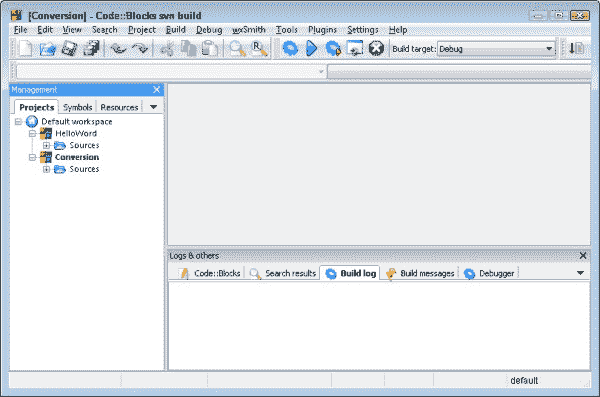 [Conversion] - Code::Blocks svn build
File Edit View Search Project Build Debug wxSmith Tools Plugins Settings Help
Build target: Debug
Management
Projects Symbols Resources
Default workspace
HelloWord
Sources
Conversion
Sources
Logs & others
Code::Blocks Search results Build log Build messages Debugger
default